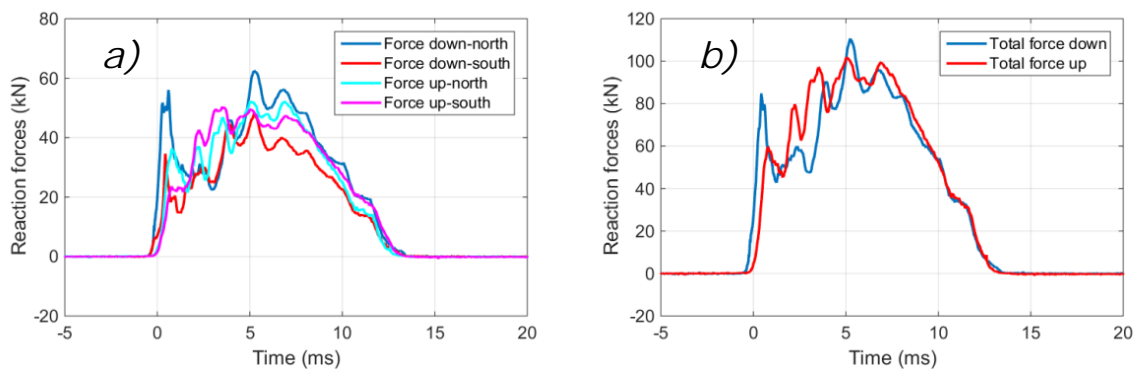 a)
Force down-north
Force down-south
Force up-north
Force up-south
Reaction forces (kN)
80
60
40
20
0
-20
-5
0
5
10
15
20
Time (ms)
b)
Total force down
Total force up
Reaction forces (kN)
120
100
80
60
40
20
0
-20
-5
0
5
10
15
20
Time (ms)